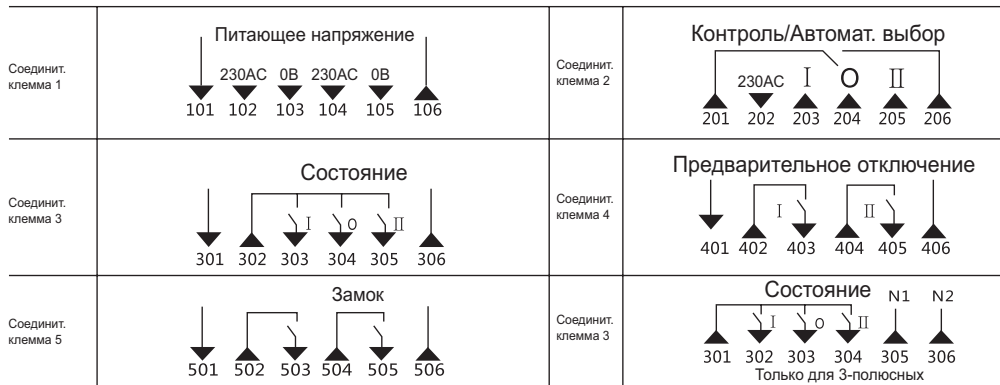 Питающее напряжение
Соединит.
клемма 1
230AC 0В 230AC 0В
101 102 103 104 105 106
Контроль/Автомат. выбор
Соединит.
клемма 2
230AC I O II
201 202 203 204 205 206
Состояние
Соединит.
клемма 3
I O II
301 302 303 304 305 306
Предварительное отключение
Соединит.
клемма 4
I II
401 402 403 404 405 406
Замок
Соединит.
клемма 5
501 502 503 504 505 506
Состояние N1 N2
Соединит.
клемма 3
I O II
301 302 303 304 305 306
Только для 3-полюсных